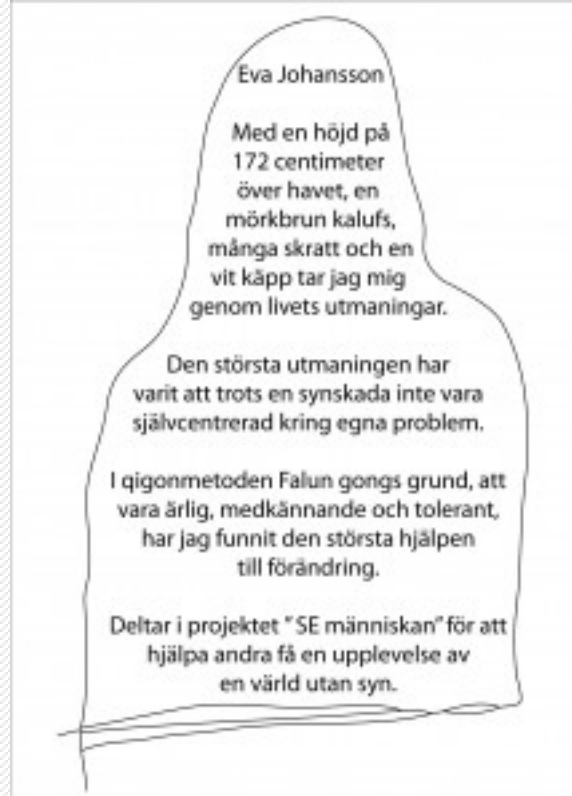 Eva Johansson
Med en höjd på
172 centimeter
över havet, en
mörkbrun kalufs,
många skratt och en
vit käpp tar jag mig
genom livets utmaningar.
Den största utmaningen har
varit att trots en synskada inte vara
självcentrerad kring egna problem.
I qigonmetoden Falun gongs grund, att
vara ärlig, medkännande och tolerant,
har jag funnit den största hjälpen
till förändring.
Deltar i projektet "SE människan" för att
hjälpa andra få en upplevelse av
en värld utan syn.